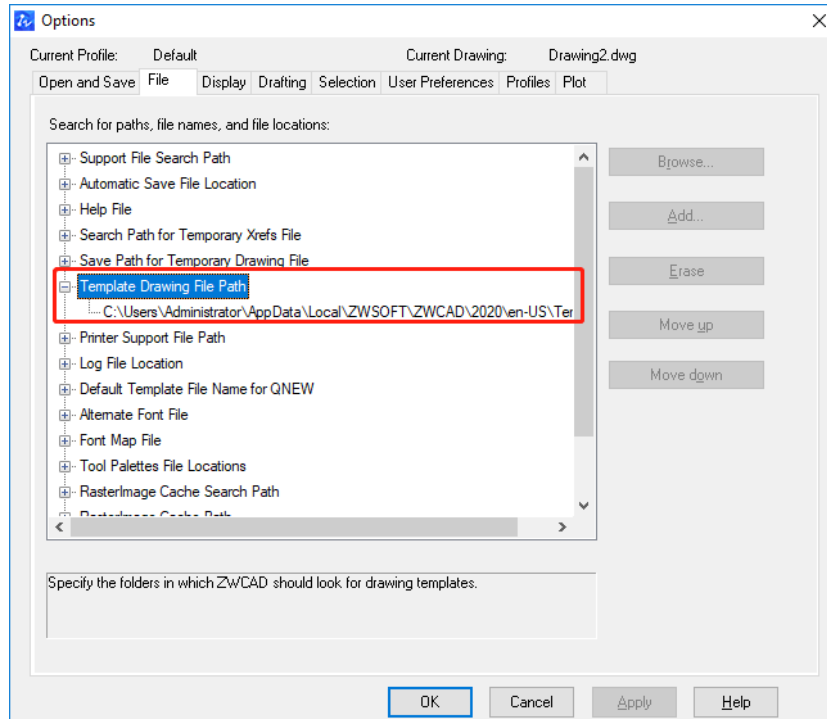 Options
Current Profile: Default Current Drawing: Drawing2.dwg
Open and Save File Display Drafting Selection User Preferences Profiles Plot
Search for paths, file names, and file locations:
Support File Search Path
Automatic Save File Location
Help File
Search Path for Temporary Xrefs File
Save Path for Temporary Drawing File
Template Drawing File Path
C:\Users\Administrator\AppData\Local\ZWSOFT\ZWCAD\2020\en-US\Ter
Printer Support File Path
Log File Location
Default Template File Name for QNEW
Alternate Font File
Font Map File
Tool Palettes File Locations
RasterImage Cache Search Path
RasterImage Cache Path
Browse...
Add...
Erase
Move up
Move down
Specify the folders in which ZWCAD should look for drawing templates.
OK Cancel Apply Help